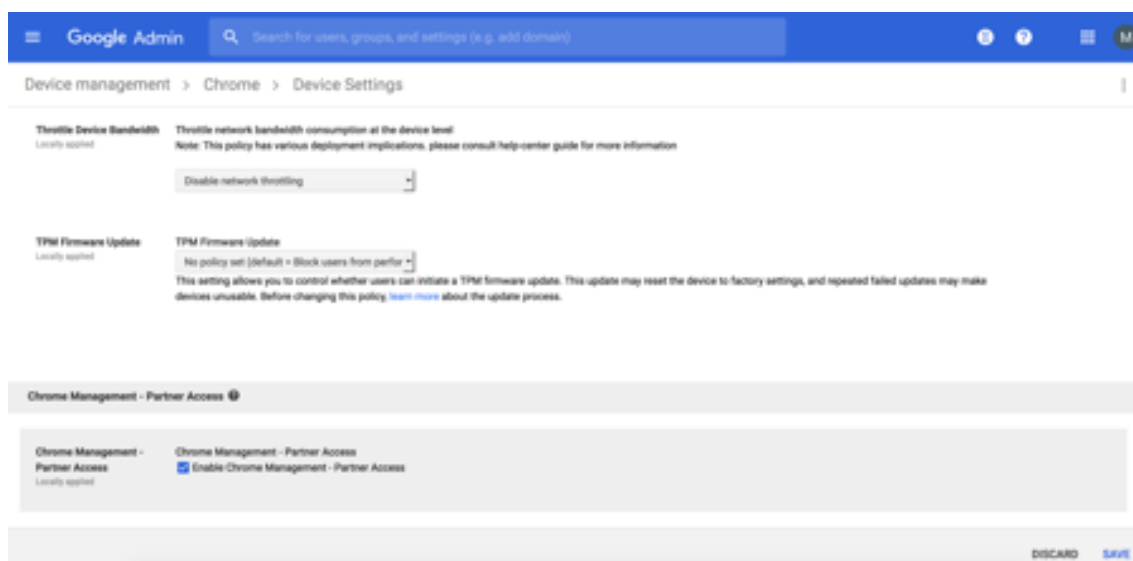 Google Admin
Search for users, groups, and settings (e.g. add domain)
M
Device management > Chrome > Device Settings
Throttle Device Bandwidth
Locally applied
Throttle network bandwidth consumption at the device level
Note: This policy has various deployment implications. please consult help-center guide for more information
Disable network throttling
TPM Firmware Update
Locally applied
TPM Firmware Update
No policy set (default = Block users from perfor
This setting allows you to control whether users can initiate a TPM firmware update. This update may reset the device to factory settings, and repeated failed updates may make
devices unusable. Before changing this policy, learn more about the update process.
Chrome Management - Partner Access ?
Chrome Management -
Partner Access
Locally applied
Chrome Management - Partner Access
Enable Chrome Management - Partner Access
DISCARD SAVE